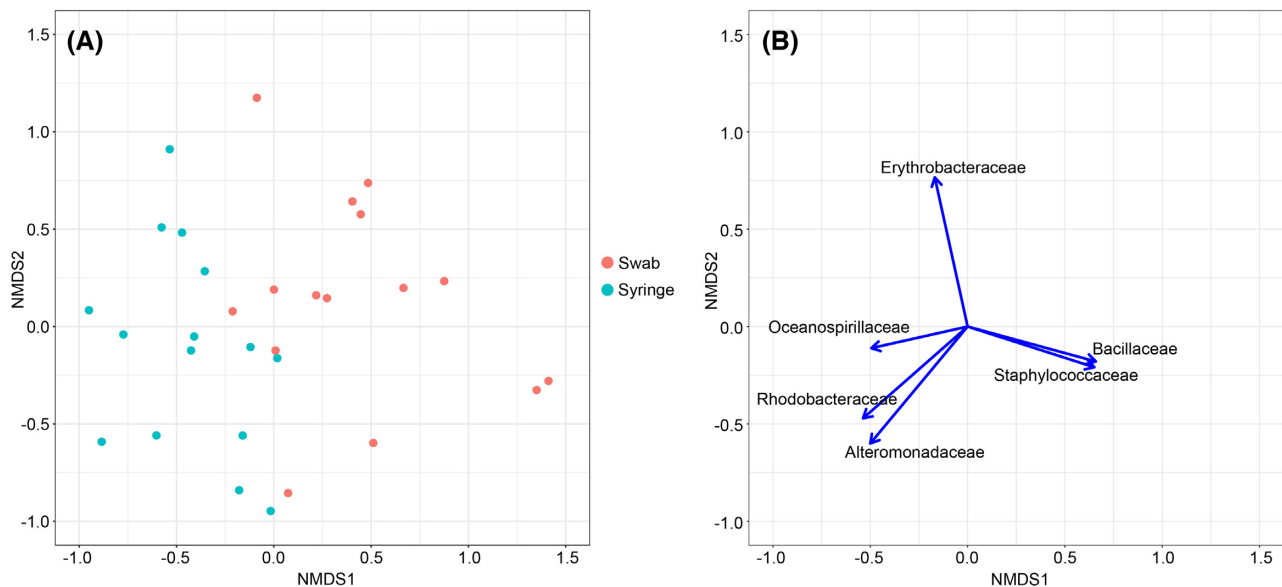 (A)
1.5
1.0
0.5
0.0
-0.5
-1.0
NMDS2
-1.0 -0.5 0.0 0.5 1.0 1.5
NMDS1
Swab
Syringe
(B)
1.5
1.0
0.5
0.0
-0.5
-1.0
NMDS2
Erythrobacteraceae
Oceanospirillaceae
Bacillaceae
Staphylococcaceae
Rhodobacteraceae
Alteromonadaceae
-1.0 -0.5 0.0 0.5 1.0 1.5
NMDS1